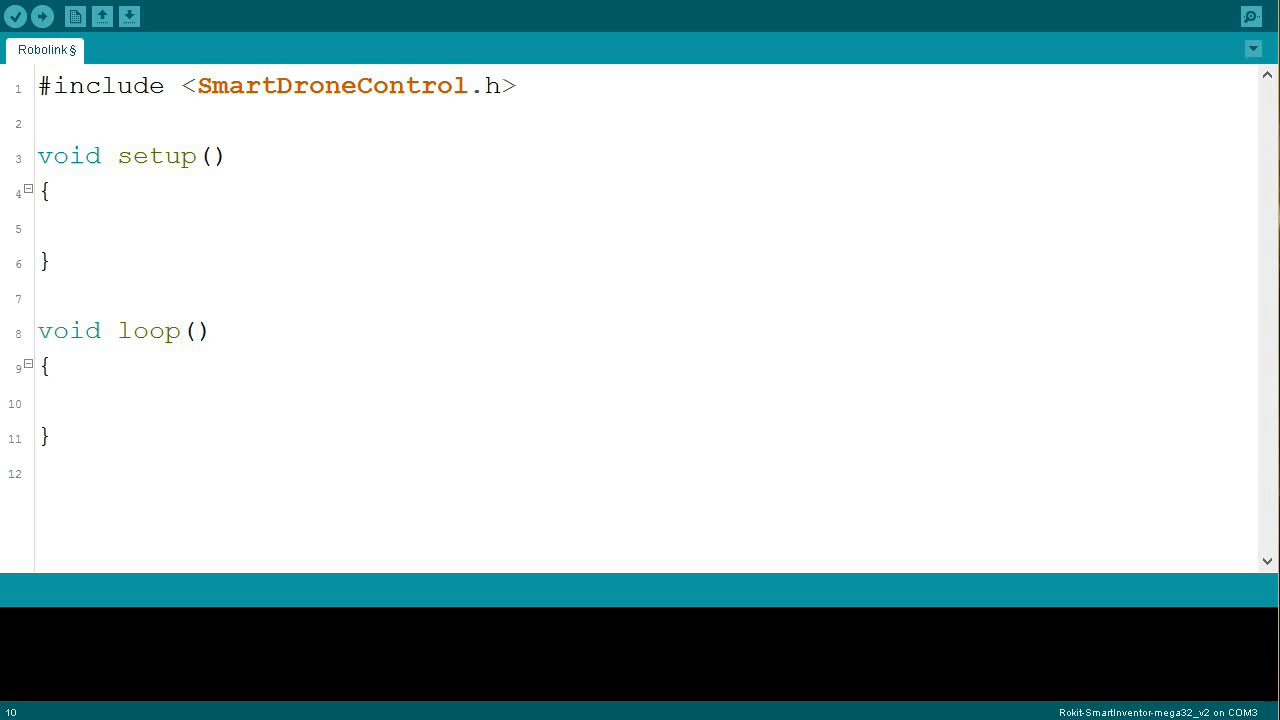 Robolink §
1 #include <SmartDroneControl.h>
2
3 void setup()
4 {
5
6 }
7
8 void loop()
9 {
10
11 }
12
10
Rokit-SmartInventor-mega32_v2 on COM3